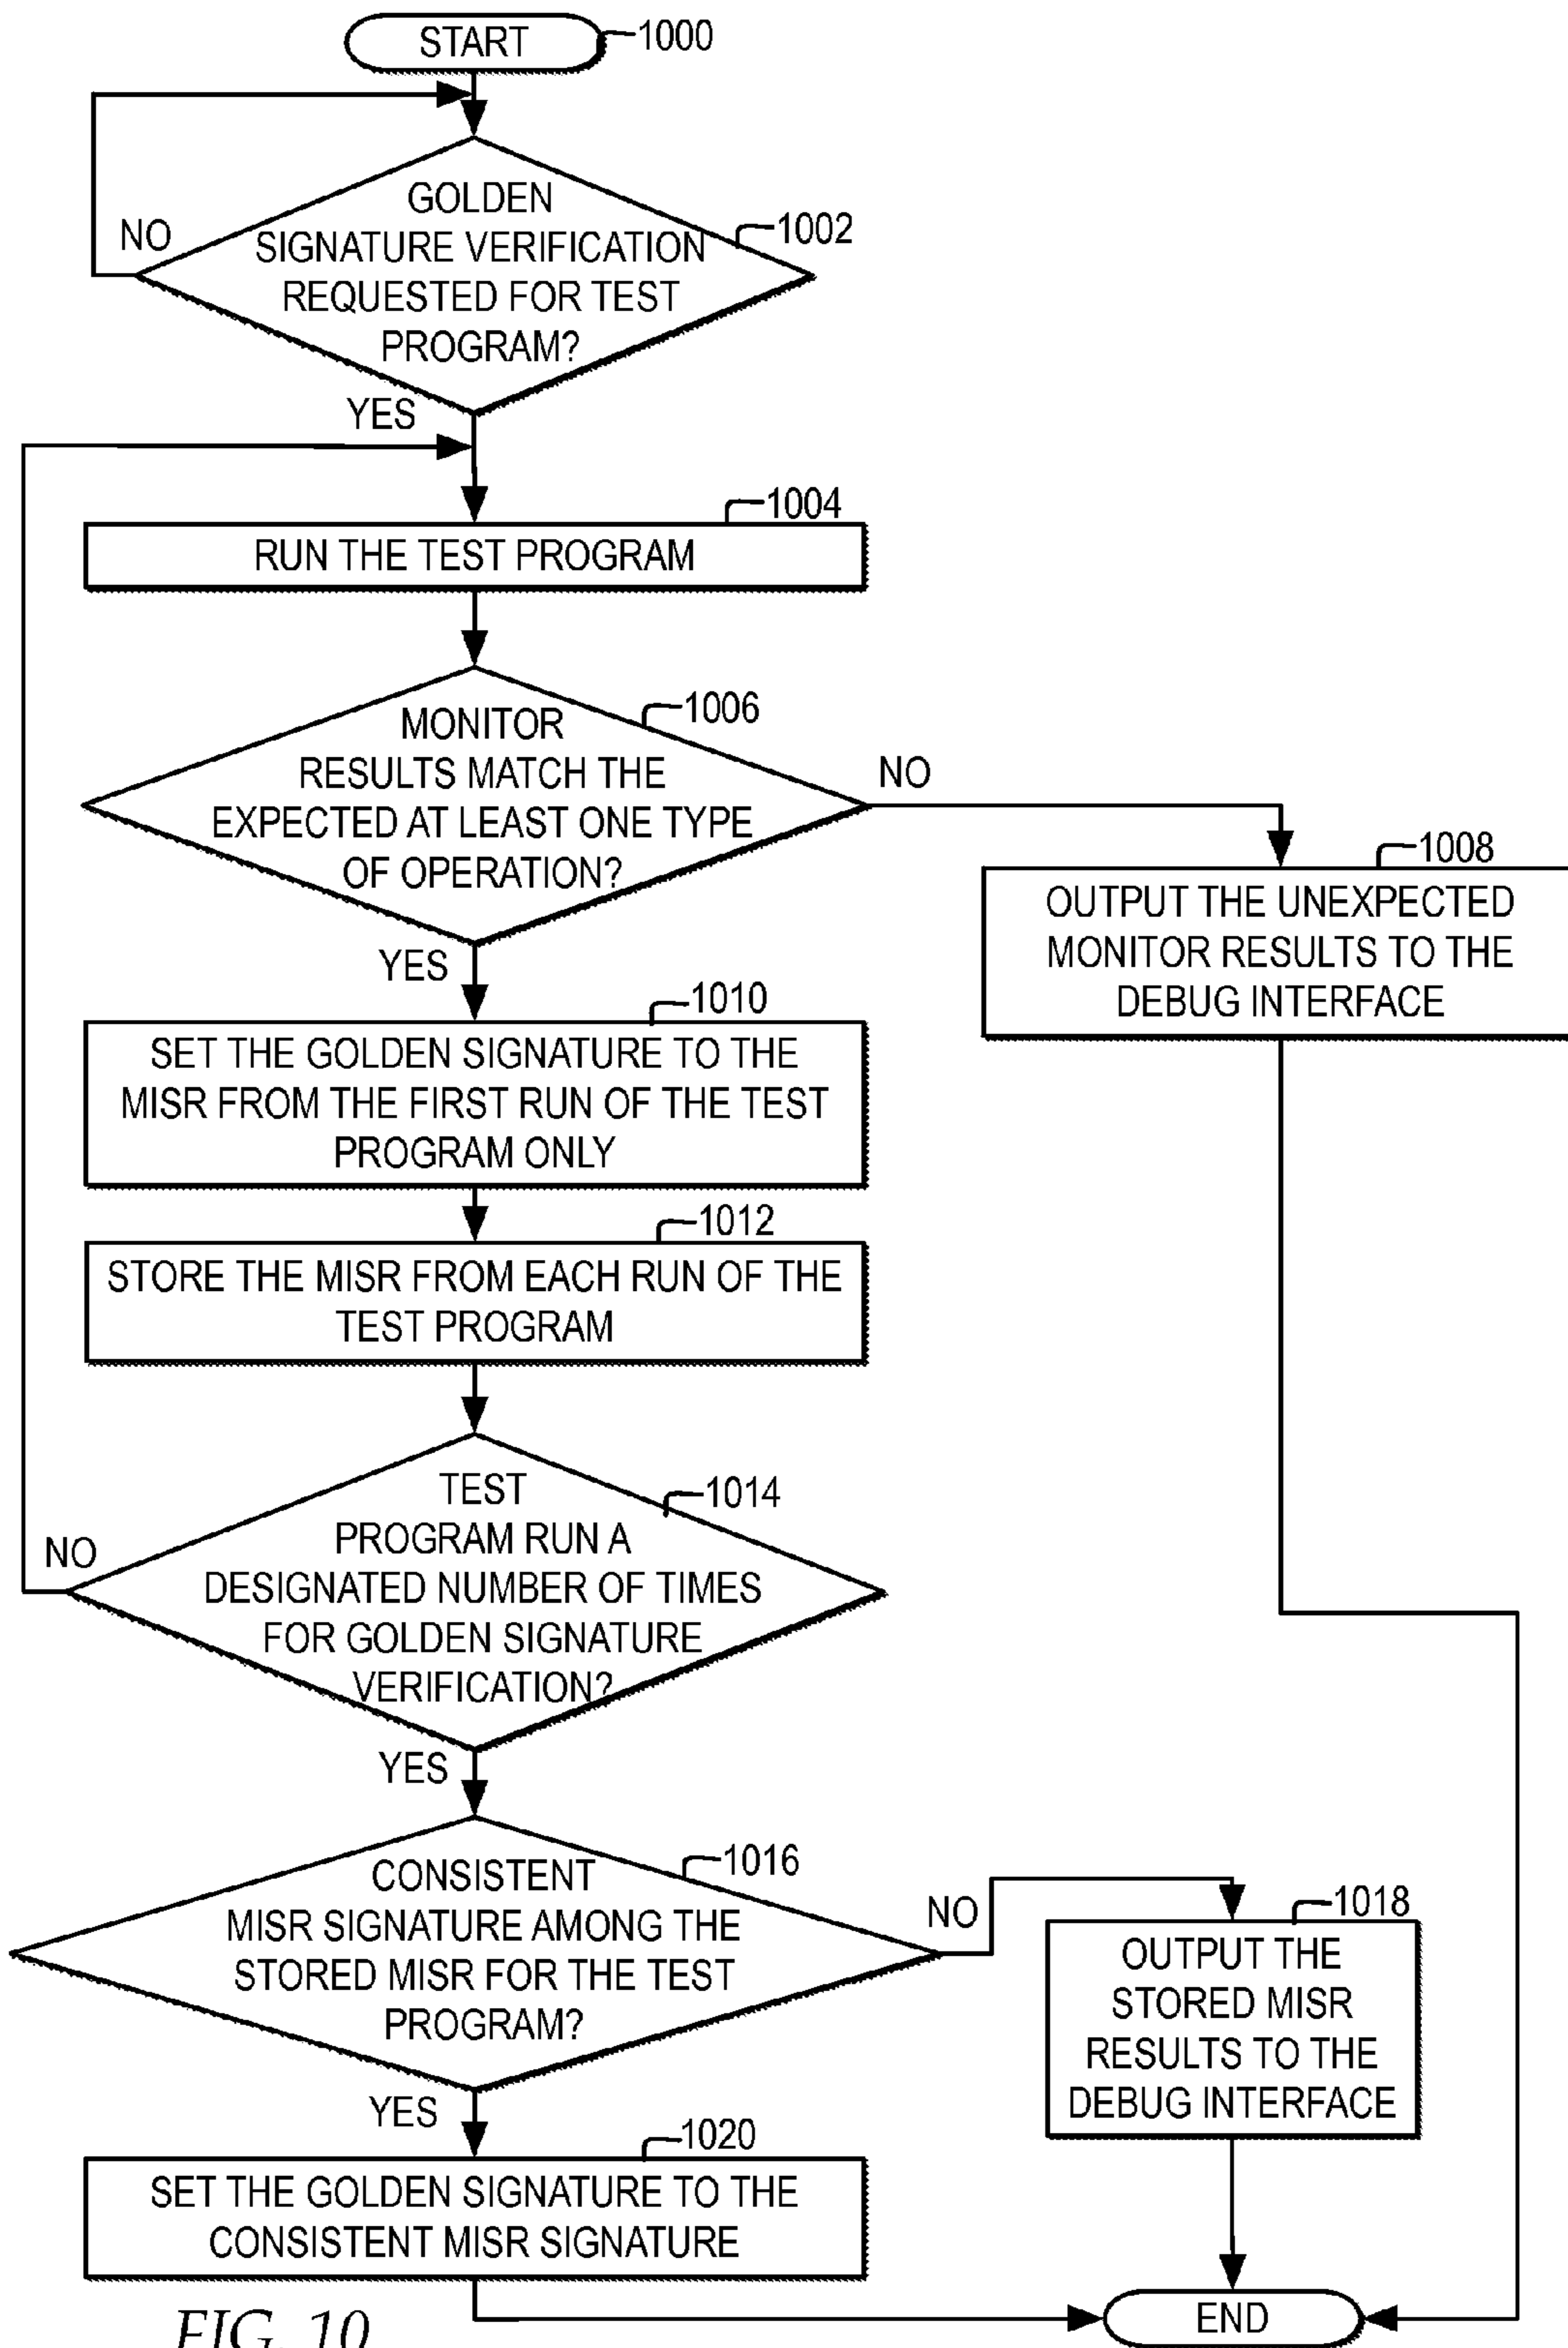 START
1000
GOLDEN
SIGNATURE VERIFICATION
REQUESTED FOR TEST
PROGRAM?
1002
NO
YES
1004
RUN THE TEST PROGRAM
1006
MONITOR
RESULTS MATCH THE
EXPECTED AT LEAST ONE TYPE
OF OPERATION?
NO
YES
1008
OUTPUT THE UNEXPECTED
MONITOR RESULTS TO THE
DEBUG INTERFACE
1010
SET THE GOLDEN SIGNATURE TO THE
MISR FROM THE FIRST RUN OF THE TEST
PROGRAM ONLY
1012
STORE THE MISR FROM EACH RUN OF THE
TEST PROGRAM
1014
TEST
PROGRAM RUN A
DESIGNATED NUMBER OF TIMES
FOR GOLDEN SIGNATURE
VERIFICATION?
NO
YES
1016
CONSISTENT
MISR SIGNATURE AMONG THE
STORED MISR FOR THE TEST
PROGRAM?
NO
YES
1018
OUTPUT THE
STORED MISR
RESULTS TO THE
DEBUG INTERFACE
1020
SET THE GOLDEN SIGNATURE TO THE
CONSISTENT MISR SIGNATURE
END
FIG. 10